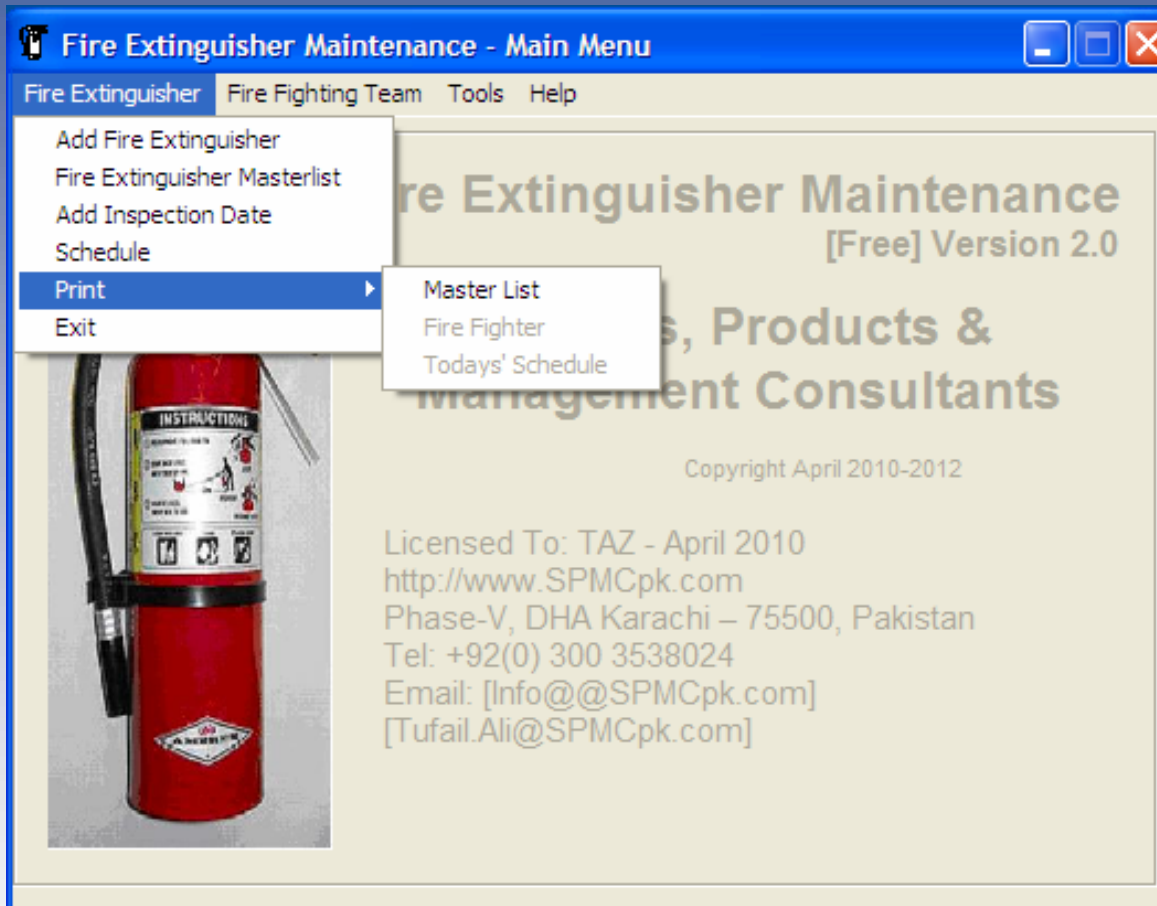 Fire Extinguisher Maintenance - Main Menu
Fire Extinguisher Fire Fighting Team Tools Help
Add Fire Extinguisher
Fire Extinguisher Masterlist
Add Inspection Date
Schedule
Print
Exit
Master List
Fire Fighter
Todays' Schedule
re Extinguisher Maintenance
[Free] Version 2.0
s, Products &
Management Consultants
Copyright April 2010-2012
Licensed To: TAZ - April 2010
http://www.SPMCpk.com
Phase-V, DHA Karachi – 75500, Pakistan
Tel: +92(0) 300 3538024
Email: [Info@@SPMCpk.com]
[Tufail.Ali@SPMCpk.com]
INSTRUCTIONS